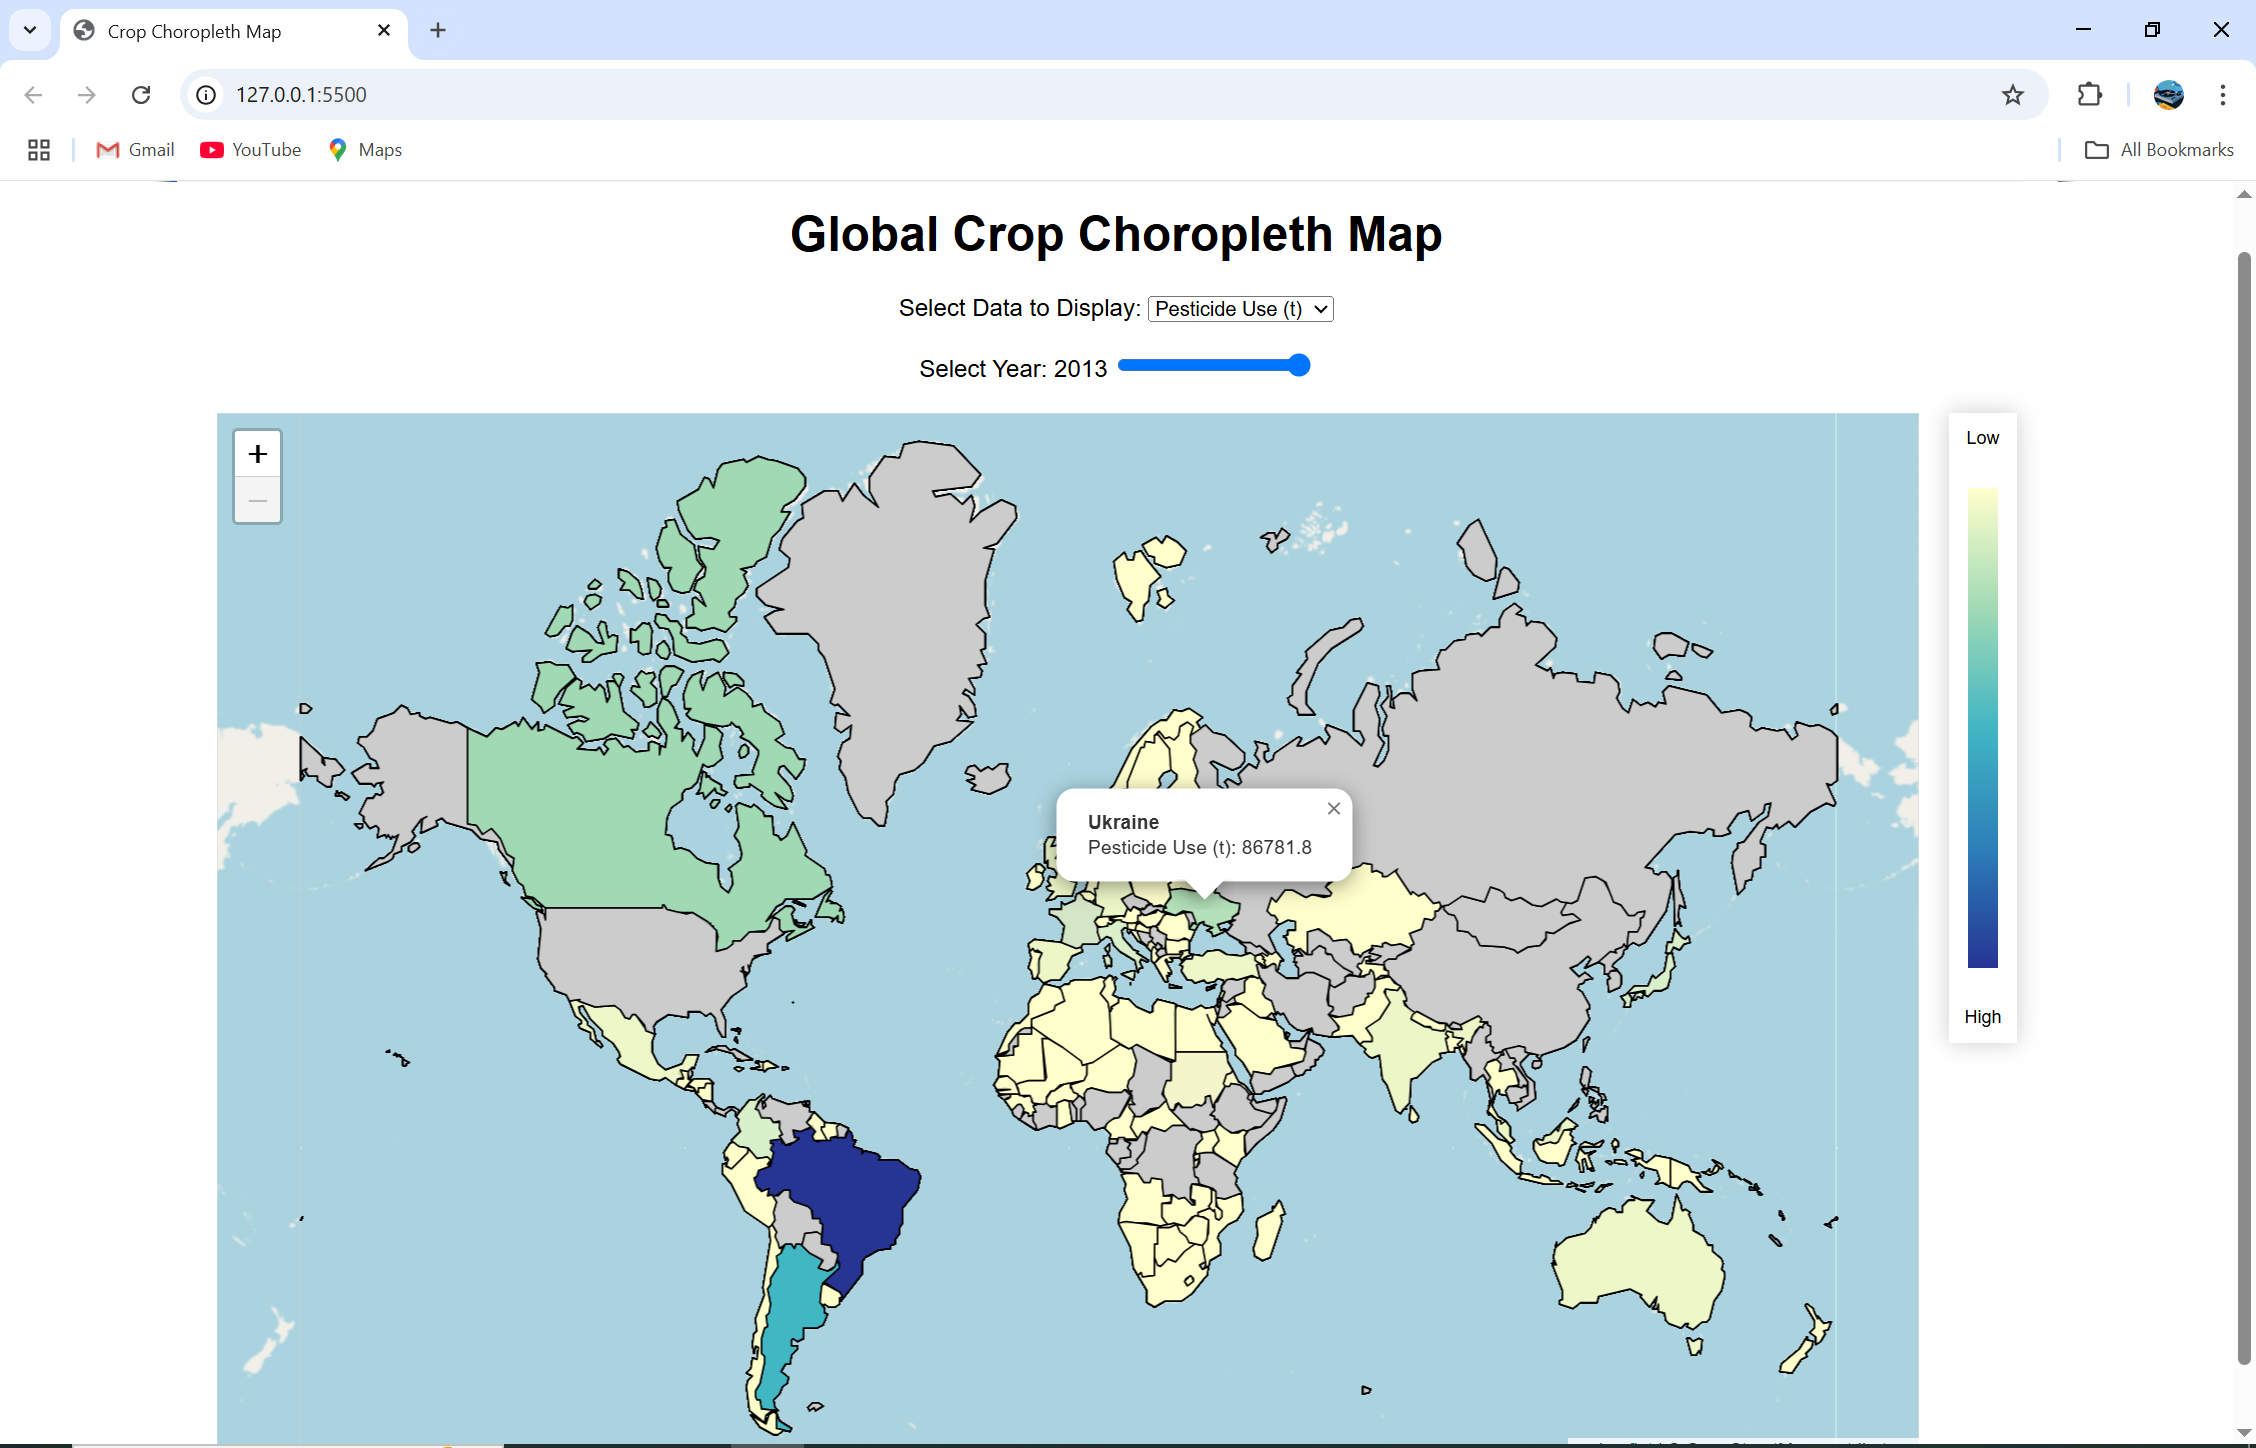 Crop Choropleth Map
127.0.0.1:5500
Gmail
YouTube
Maps
All Bookmarks
Global Crop Choropleth Map
Select Data to Display: Pesticide Use (t)
Select Year: 2013
+
−
Low
Ukraine
Pesticide Use (t): 86781.8
×
High